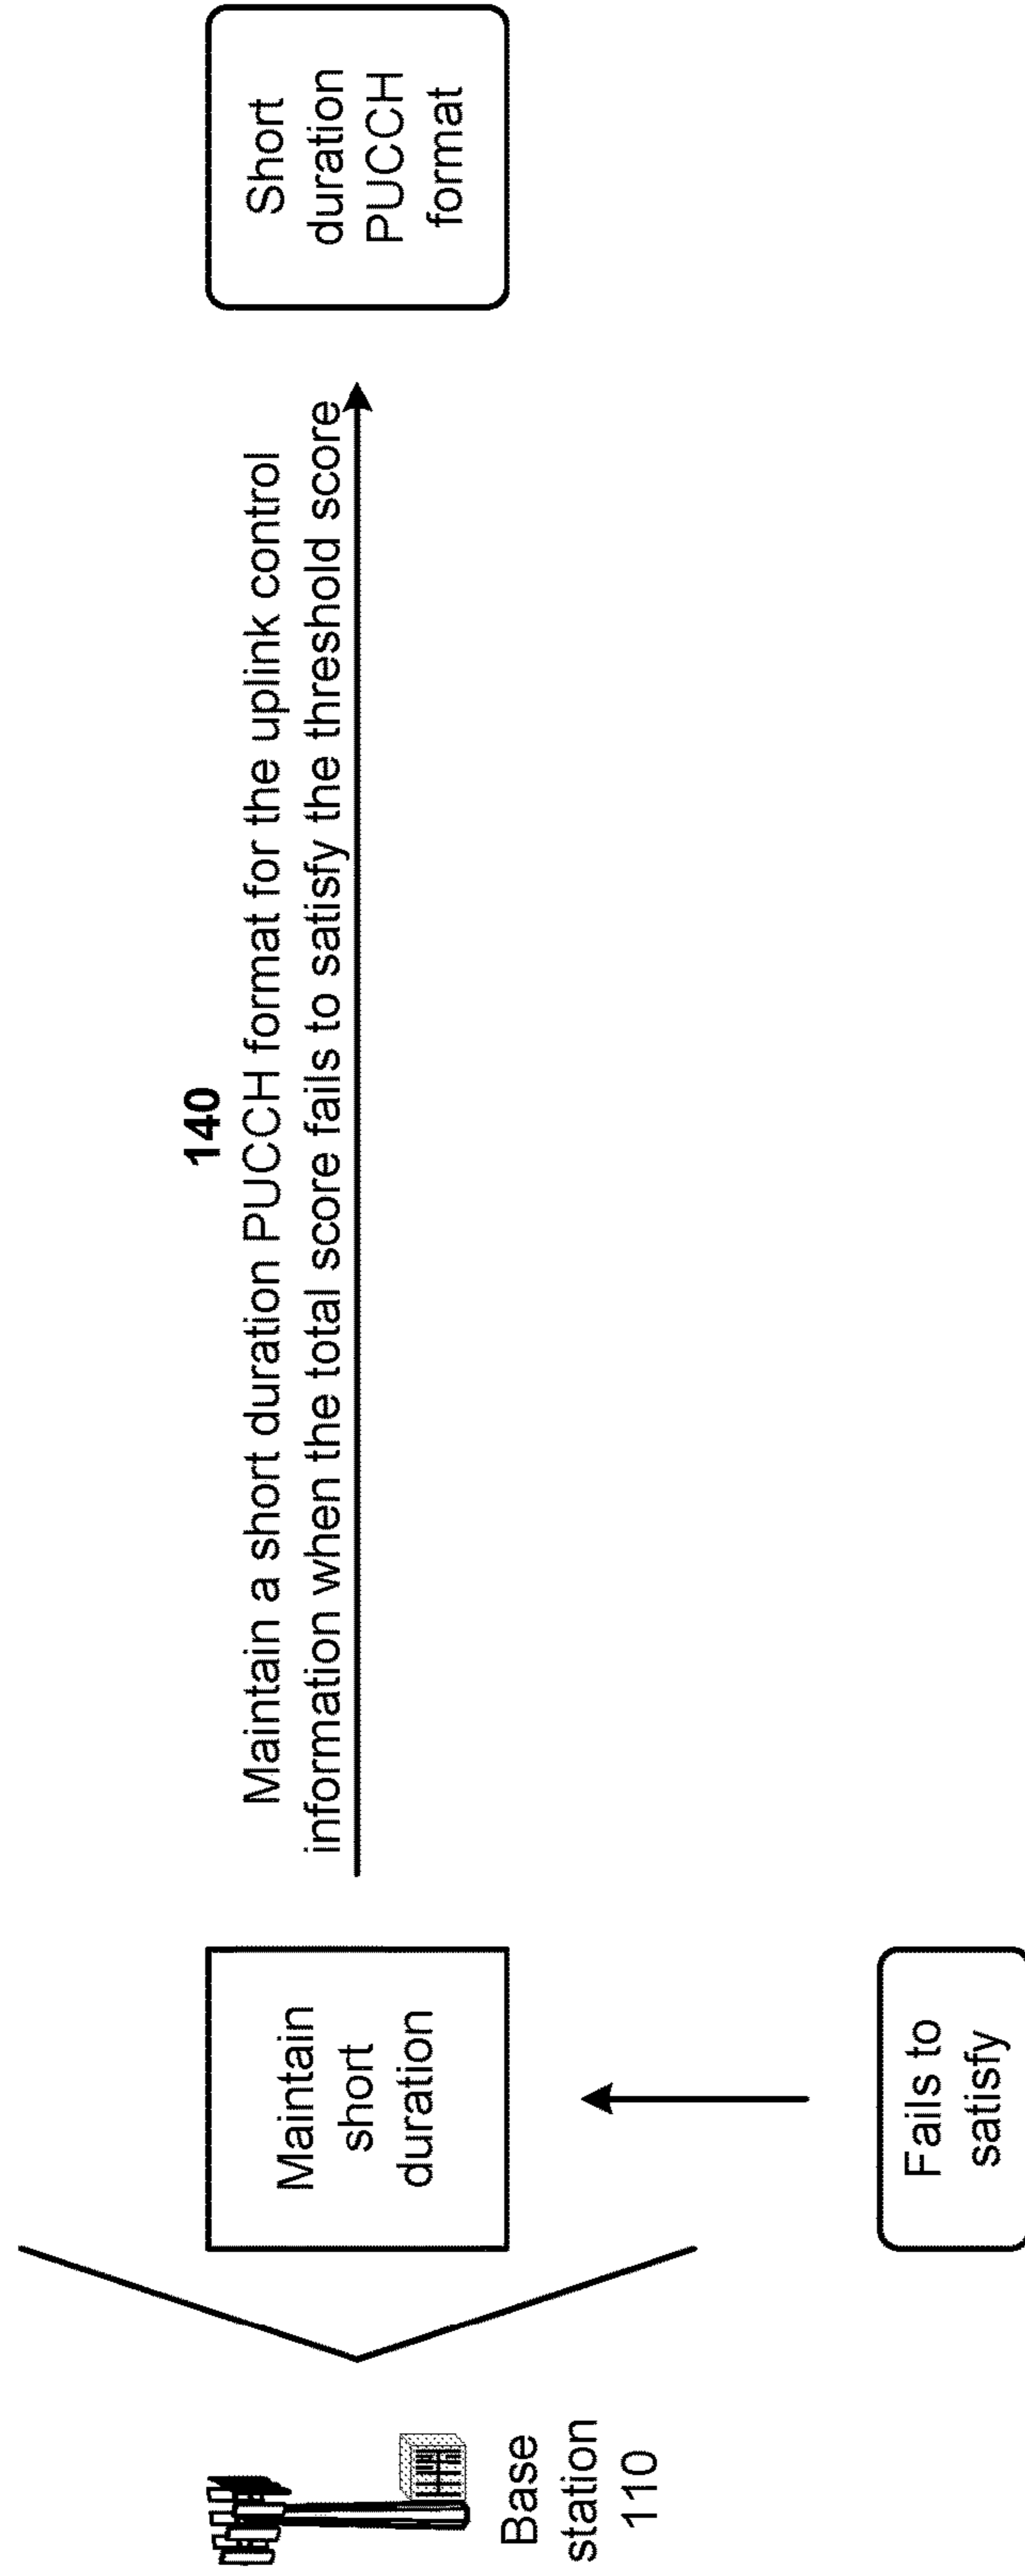 140
Maintain a short duration PUCCH format for the uplink control
information when the total score fails to satisfy the threshold score
Base
station
110
Maintain
short
duration
Short
duration
PUCCH
format
Fails to
satisfy